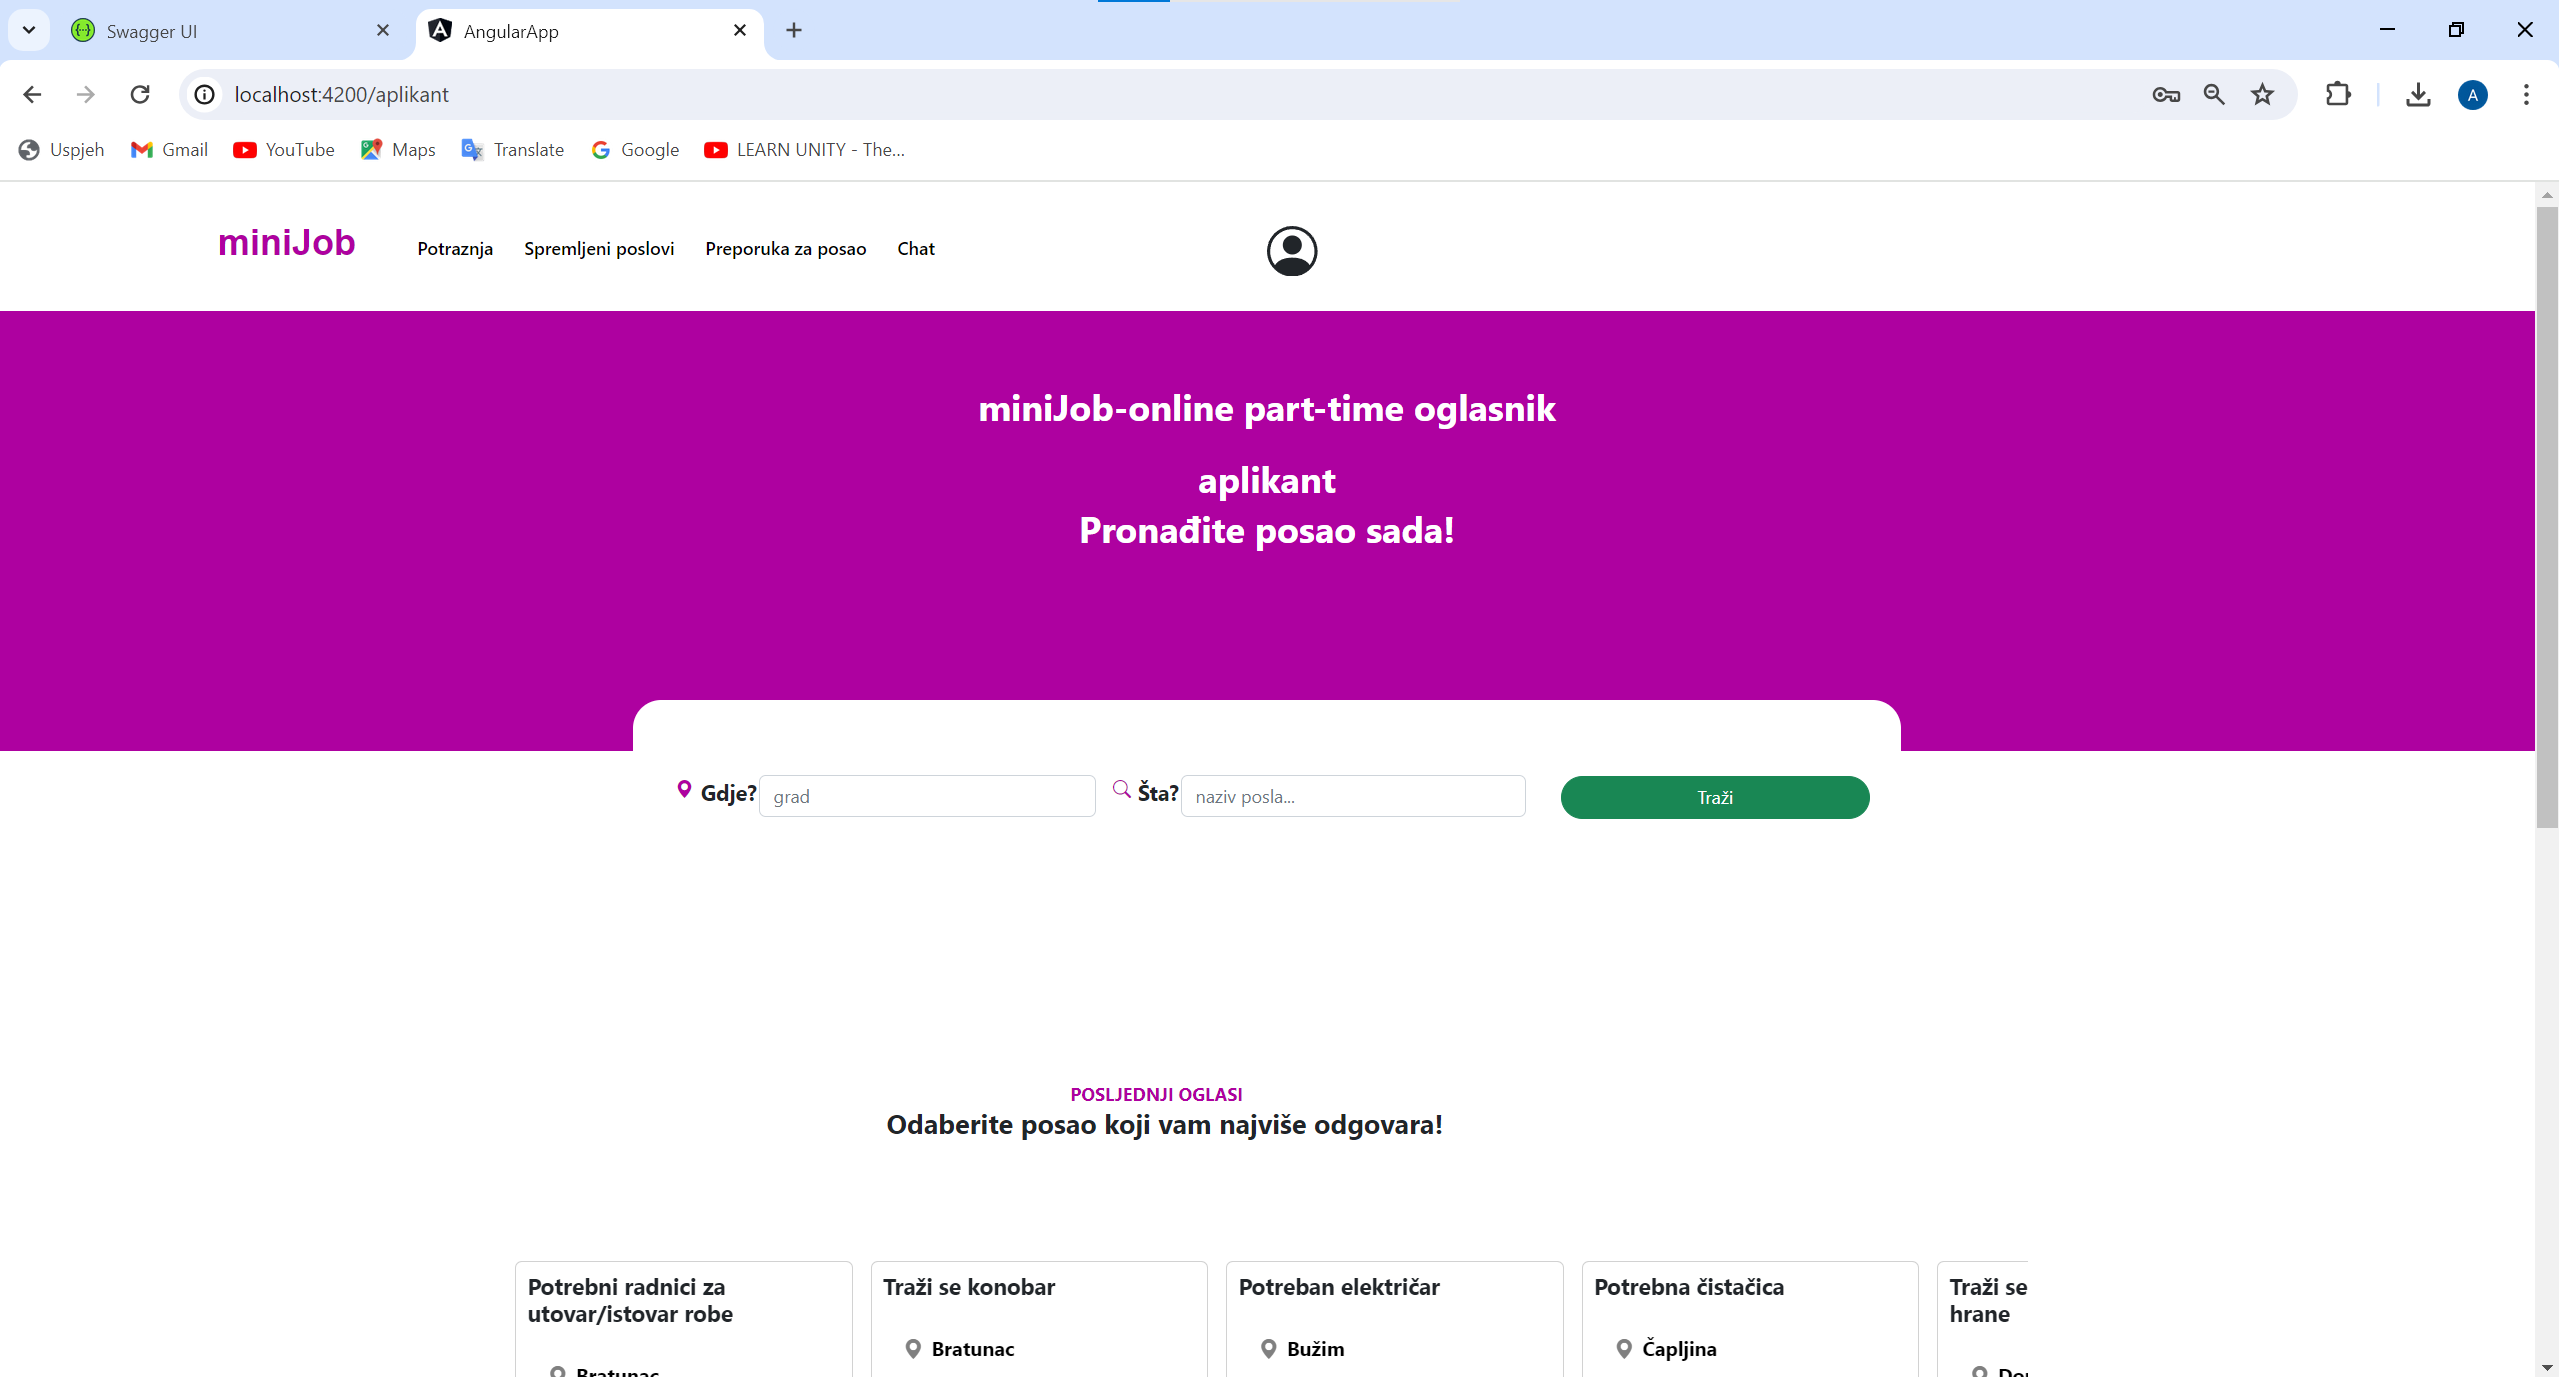 Swagger UI
AngularApp
localhost:4200/aplikant
A
Uspjeh
Gmail
YouTube
Maps
Translate
Google
LEARN UNITY - The...
miniJob
Potraznja
Spremljeni poslovi
Preporuka za posao
Chat
miniJob-online part-time oglasnik
aplikant
Pronađite posao sada!
Gdje?
grad
Šta?
naziv posla...
Traži
POSLJEDNJI OGLASI
Odaberite posao koji vam najviše odgovara!
Potrebni radnici za
utovar/istovar robe
Bratunac
Traži se konobar
Bratunac
Potreban električar
Bužim
Potrebna čistačica
Čapljina
Traži se
hrane